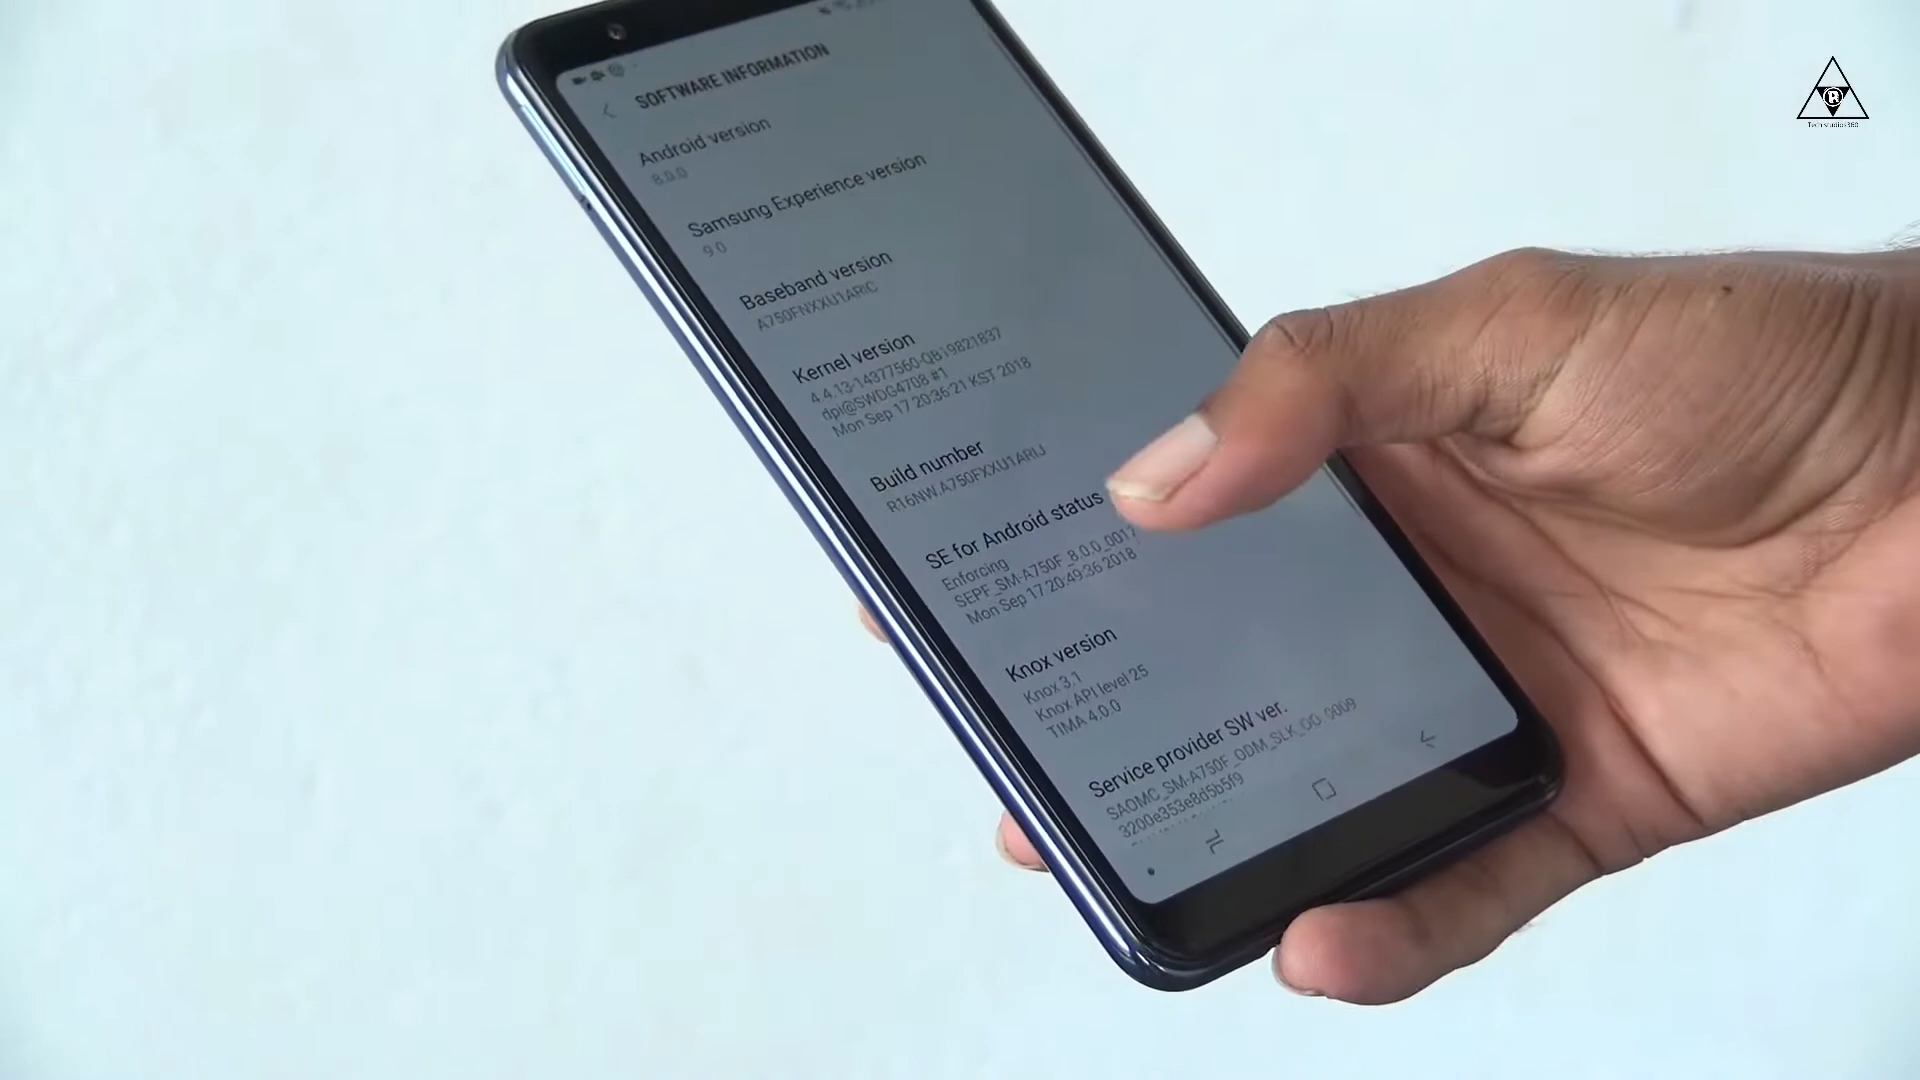 SOFTWARE INFORMATION
Android version
8.0.0
Samsung Experience version
9.0
Baseband version
A750FNXXU1ARIC
Kernel version
4.4.13-14377560-QB19821837
dpi@SWDG4708 #1
Mon Sep 17 20:36:21 KST 2018
Build number
R16NW.A750FXXU1ARIJ
SE for Android status
Enforcing
SEPF_SM-A750F_8.0.0_0017
Mon Sep 17 20:49:36 2018
Knox version
Knox 3.1
Knox API level 25
TIMA 4.0.0
Service provider SW ver.
SAOMC_SM-A750F_ODM_SLK_OO_0009
3200e353e8d5b5f9
R
Tech studios360